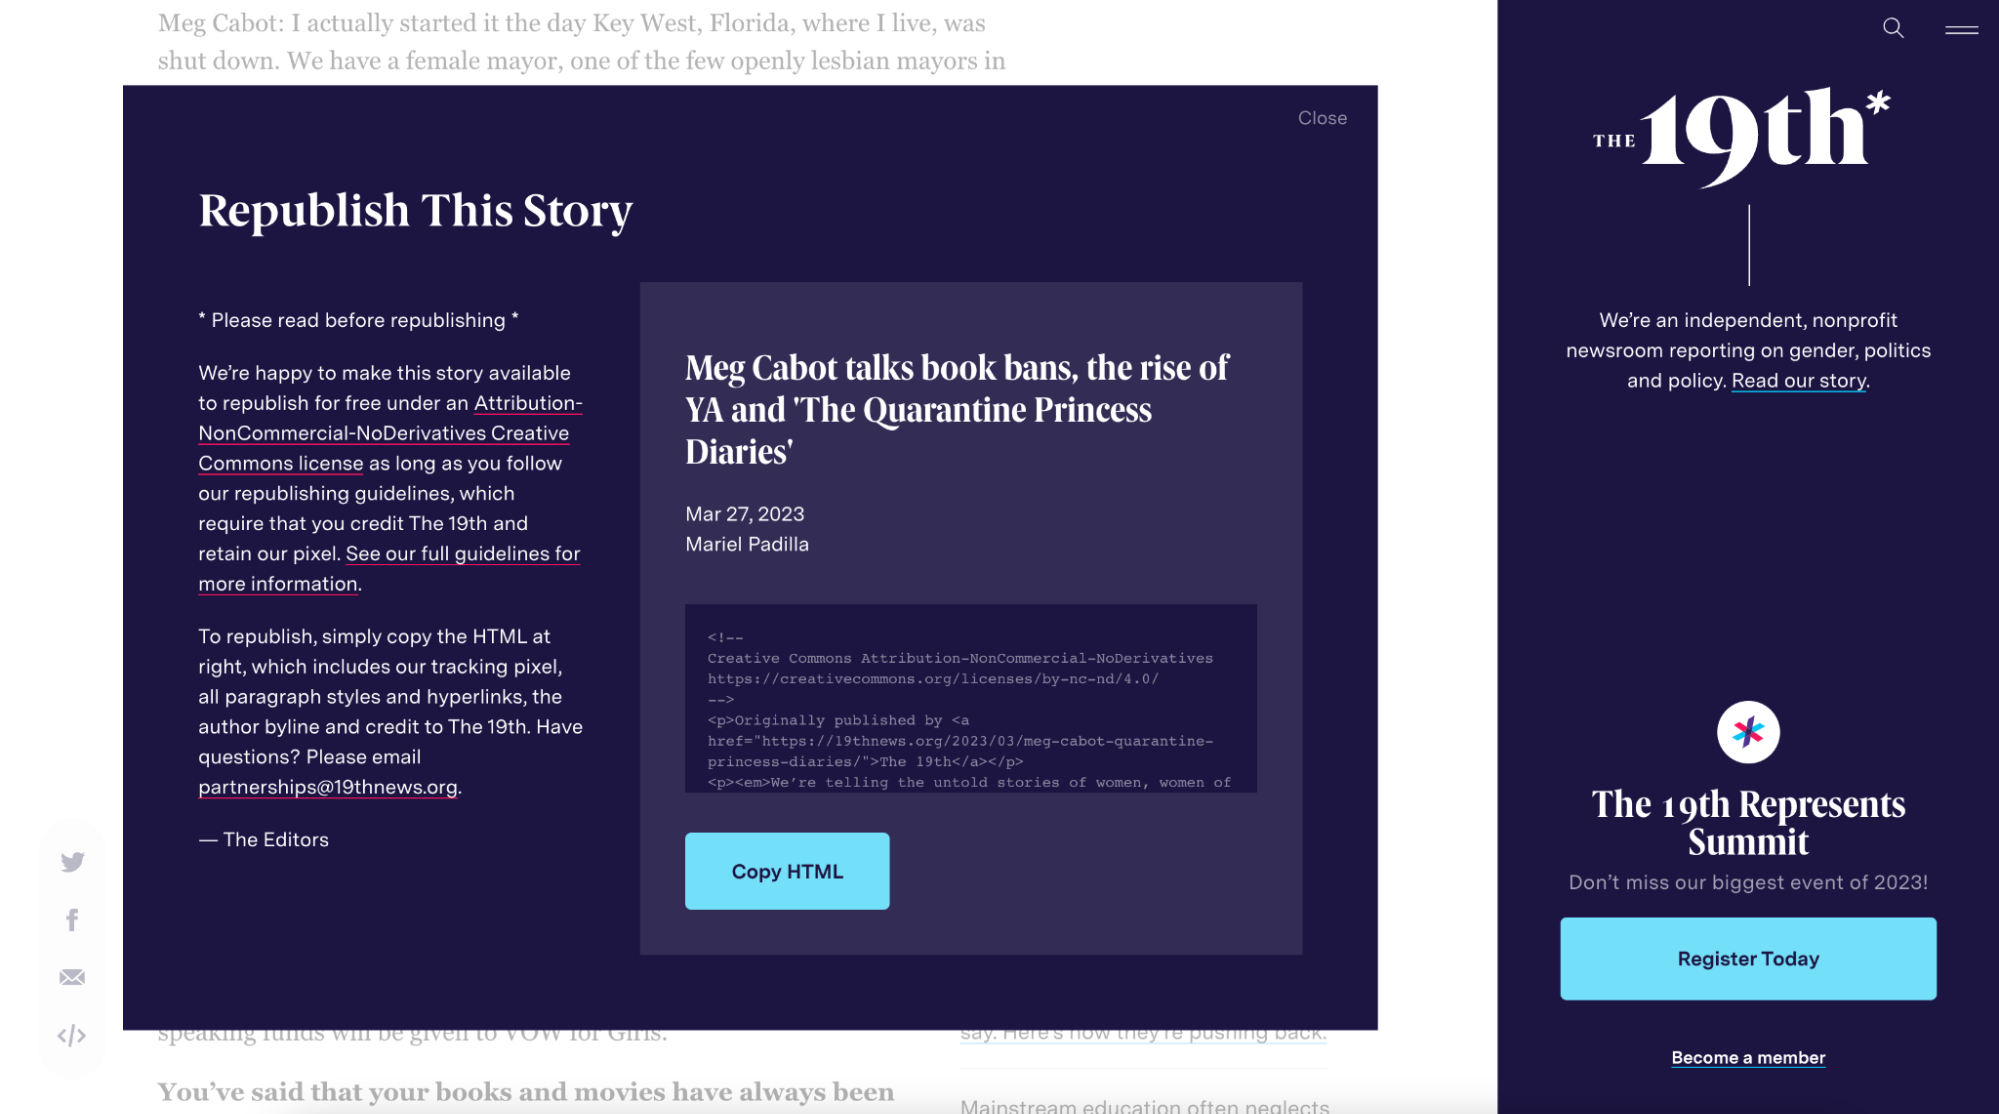 Meg Cabot: I actually started it the day Key West, Florida, where I live, was
shut down. We have a female mayor, one of the few openly lesbian mayors in
Close
Republish This Story
* Please read before republishing *
We’re happy to make this story available
to republish for free under an Attribution-
NonCommercial-NoDerivatives Creative
Commons license as long as you follow
our republishing guidelines, which
require that you credit The 19th and
retain our pixel. See our full guidelines for
more information.
To republish, simply copy the HTML at
right, which includes our tracking pixel,
all paragraph styles and hyperlinks, the
author byline and credit to The 19th. Have
questions? Please email
partnerships@19thnews.org.
— The Editors
Meg Cabot talks book bans, the rise of
YA and 'The Quarantine Princess
Diaries'
Mar 27, 2023
Mariel Padilla
<!--
Creative Commons Attribution-NonCommercial-NoDerivatives
https://creativecommons.org/licenses/by-nc-nd/4.0/
-->
<p>Originally published by <a
href="https://19thnews.org/2023/03/meg-cabot-quarantine-
princess-diaries/">The 19th</a></p>
<p><em>We’re telling the untold stories of women, women of
Copy HTML
speaking funds will be given to VOW for Girls.
You’ve said that your books and movies have always been
say. Here’s how they’re pushing back.
Mainstream education often neglects
THE 19th*
We’re an independent, nonprofit
newsroom reporting on gender, politics
and policy. Read our story.
The 19th Represents
Summit
Don’t miss our biggest event of 2023!
Register Today
Become a member